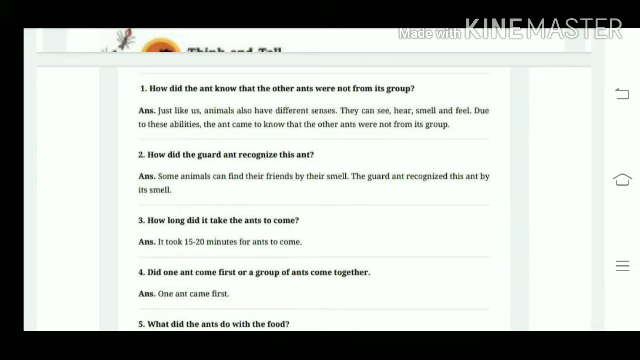 Made with KINEMASTER
Think and Tell
1. How did the ant know that the other ants were not from its group?
Ans. Just like us, animals also have different senses. They can see, hear, smell and feel. Due
to these abilities, the ant came to know that the other ants were not from its group.
2. How did the guard ant recognize this ant?
Ans. Some animals can find their friends by their smell. The guard ant recognized this ant by
its smell.
3. How long did it take the ants to come?
Ans. It took 15-20 minutes for ants to come.
4. Did one ant come first or a group of ants come together.
Ans. One ant came first.
5. What did the ants do with the food?